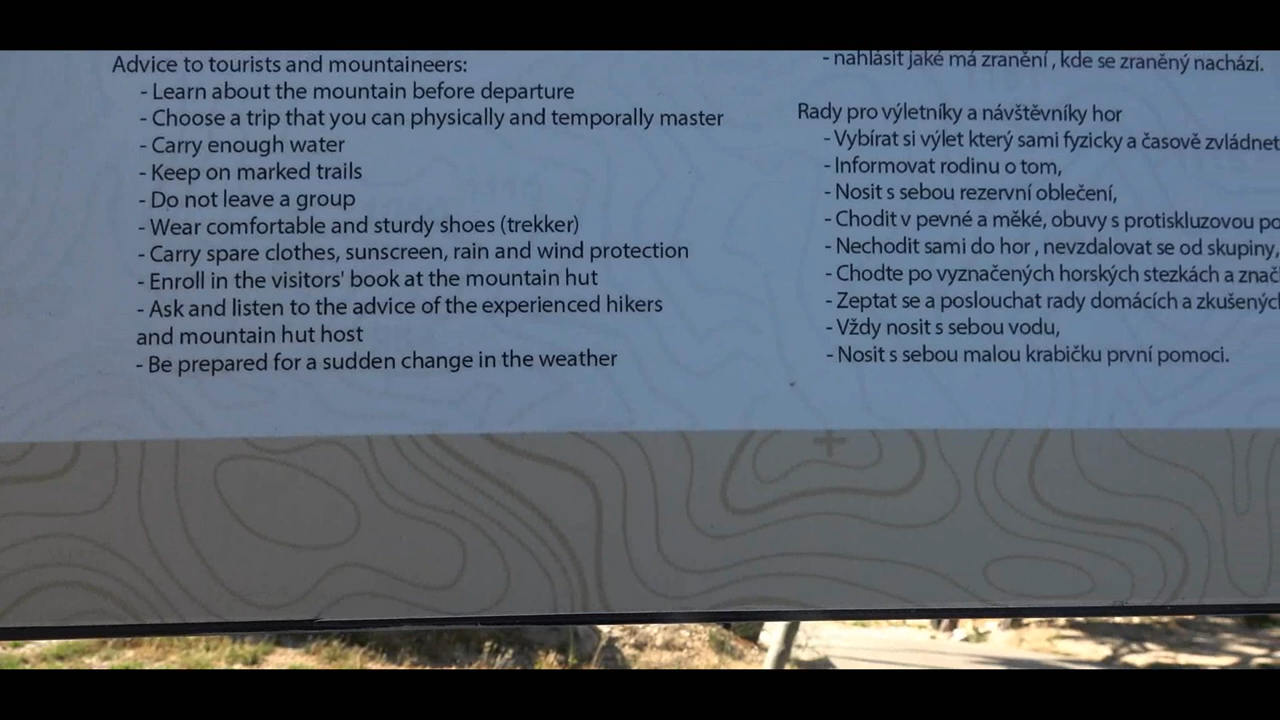 Advice to tourists and mountaineers:
- Learn about the mountain before departure
- Choose a trip that you can physically and temporally master
- Carry enough water
- Keep on marked trails
- Do not leave a group
- Wear comfortable and sturdy shoes (trekker)
- Carry spare clothes, sunscreen, rain and wind protection
- Enroll in the visitors' book at the mountain hut
- Ask and listen to the advice of the experienced hikers
and mountain hut host
- Be prepared for a sudden change in the weather
- nahlásit jaké má zranění , kde se zraněný nachází.
Rady pro výletníky a návštěvníky hor
- Vybírat si výlet který sami fyzicky a časově zvládnet
- Informovat rodinu o tom,
- Nosit s sebou rezervní oblečení,
- Chodit v pevné a měké, obuvy s protiskluzovou po
- Nechodit sami do hor , nevzdalovat se od skupiny,
- Chodte po vyznačených horských stezkách a znač
- Zeptat se a poslouchat rady domácích a zkušenýc
- Vždy nosit s sebou vodu,
- Nosit s sebou malou krabičku první pomoci.